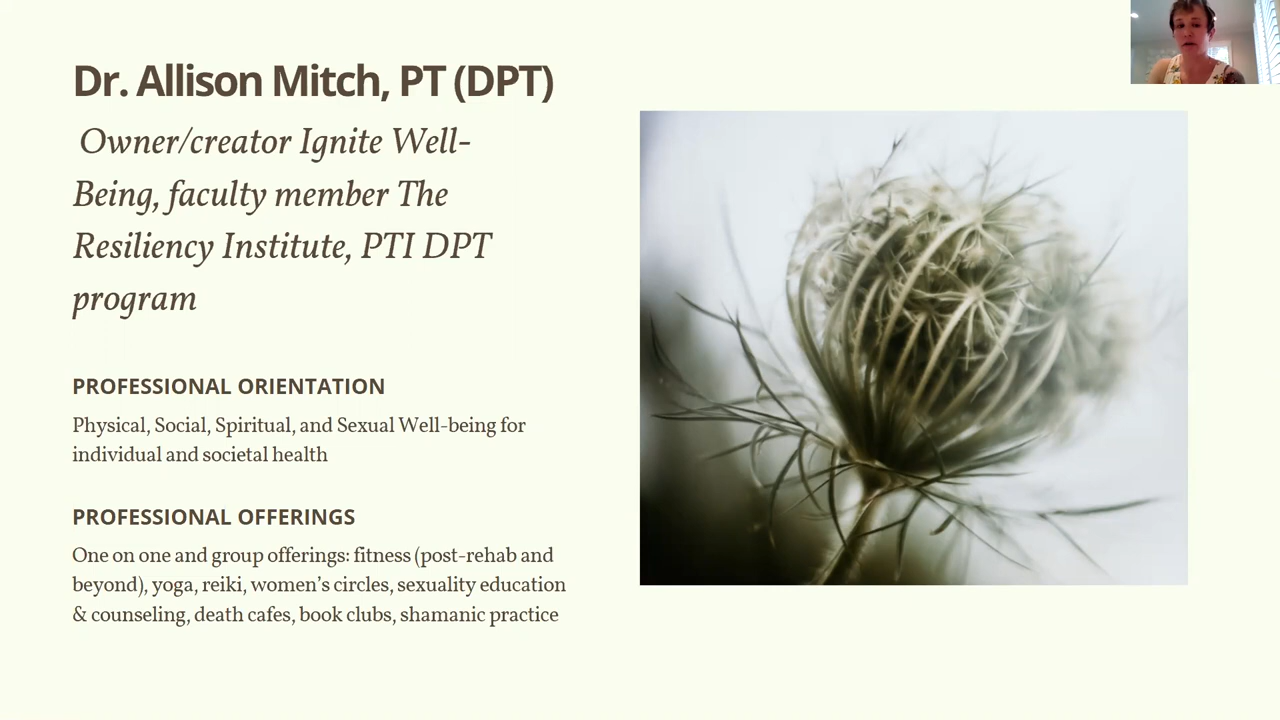 Dr. Allison Mitch, PT (DPT)
Owner/creator Ignite Well-
Being, faculty member The
Resiliency Institute, PTI DPT
program
PROFESSIONAL ORIENTATION
Physical, Social, Spiritual, and Sexual Well-being for
individual and societal health
PROFESSIONAL OFFERINGS
One on one and group offerings: fitness (post-rehab and
beyond), yoga, reiki, women’s circles, sexuality education
& counseling, death cafes, book clubs, shamanic practice